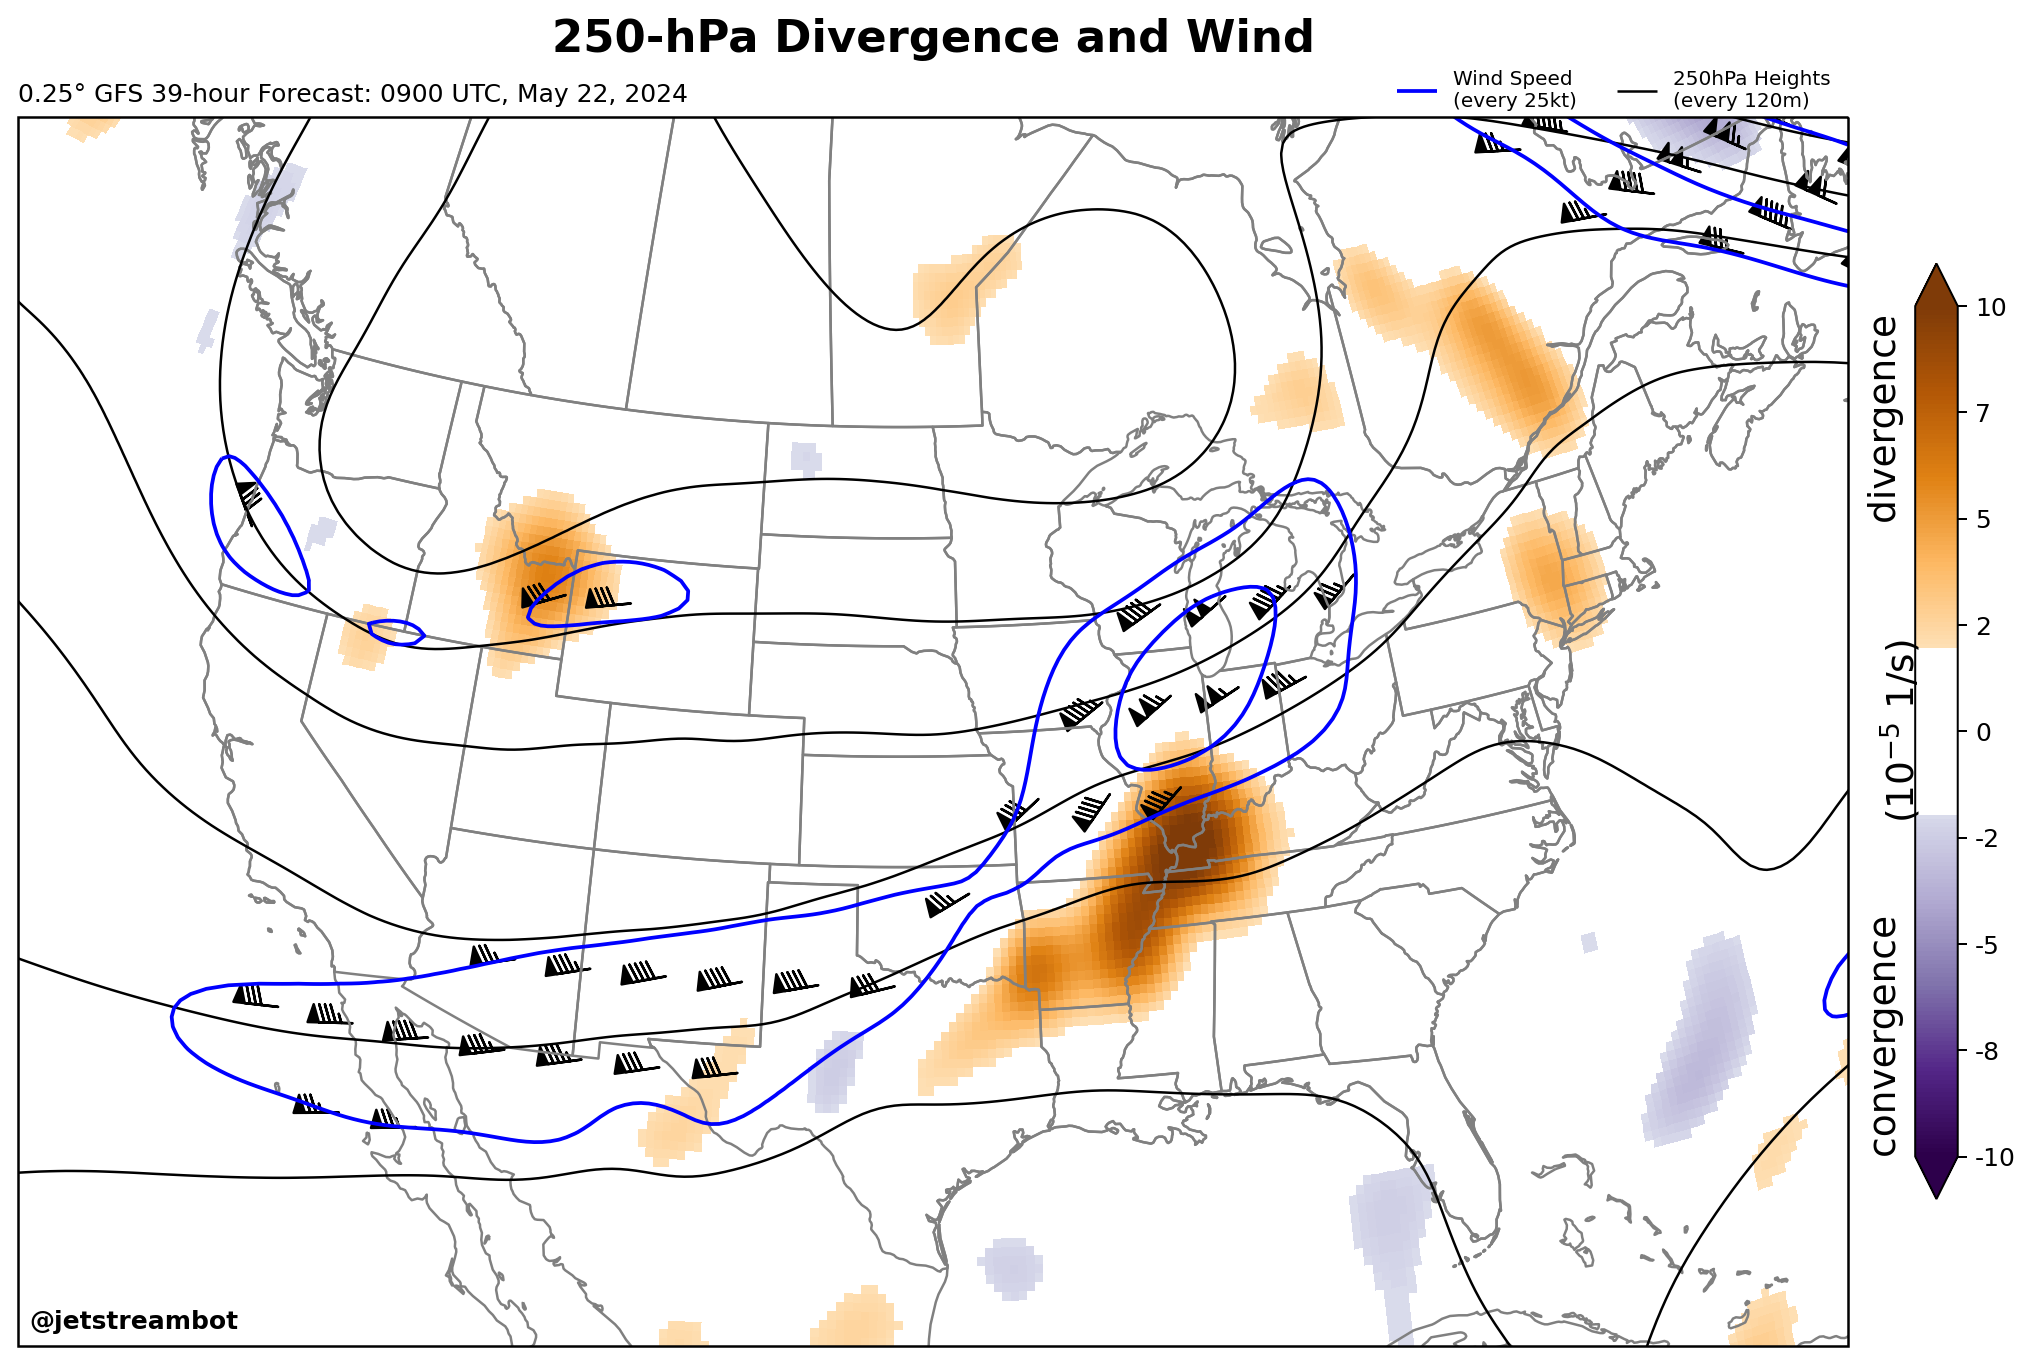 250-hPa Divergence and Wind
0.25° GFS 39-hour Forecast: 0900 UTC, May 22, 2024
Wind Speed
(every 25kt)
250hPa Heights
(every 120m)
divergence
(10⁻⁵ 1/s)
convergence
10
7
5
2
0
-2
-5
-8
-10
@jetstreambot